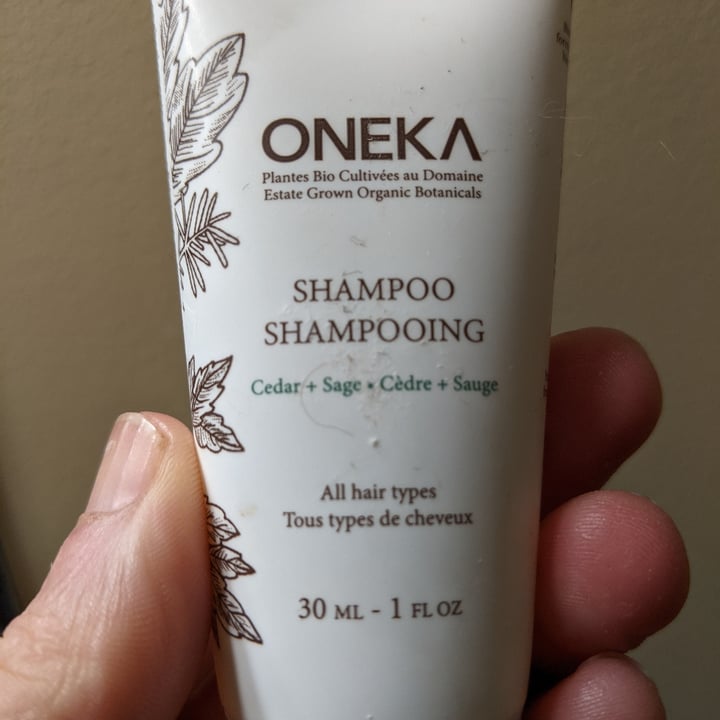 ONEKA
Plantes Bio Cultivées au Domaine
Estate Grown Organic Botanicals
SHAMPOO
SHAMPOOING
Cedar + Sage • Cèdre + Sauge
All hair types
Tous types de cheveux
30 ML - 1 FL OZ